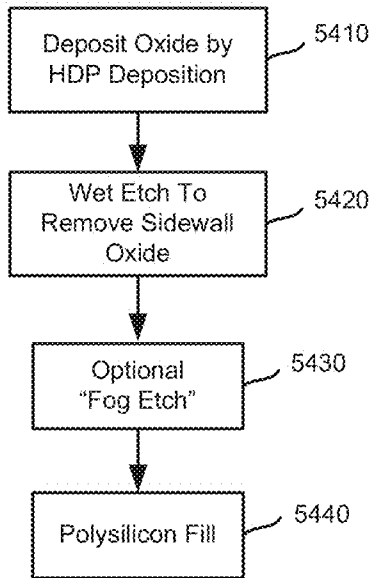 Deposit Oxide by
HDP Deposition
5410
Wet Etch To
Remove Sidewall
Oxide
5420
Optional
"Fog Etch"
5430
Polysilicon Fill
5440